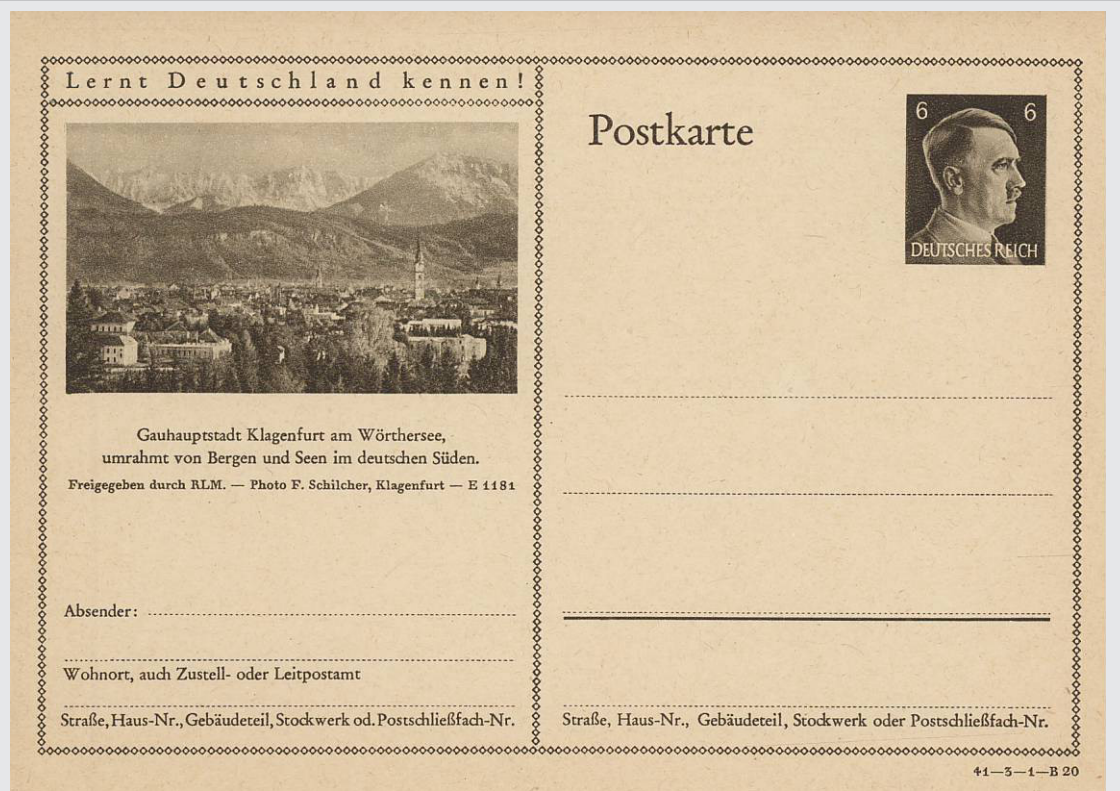 Lernt Deutschland kennen!
Gauhauptstadt Klagenfurt am Wörthersee,
umrahmt von Bergen und Seen im deutschen Süden.
Freigegeben durch RLM. — Photo F. Schilcher, Klagenfurt — E 1181
Absender:
Wohnort, auch Zustell- oder Leitpostamt
Straße, Haus-Nr., Gebäudeteil, Stockwerk od. Postschließfach-Nr.
Postkarte
6 6
DEUTSCHES REICH
Straße, Haus-Nr., Gebäudeteil, Stockwerk oder Postschließfach-Nr.
41—3—1—B 20